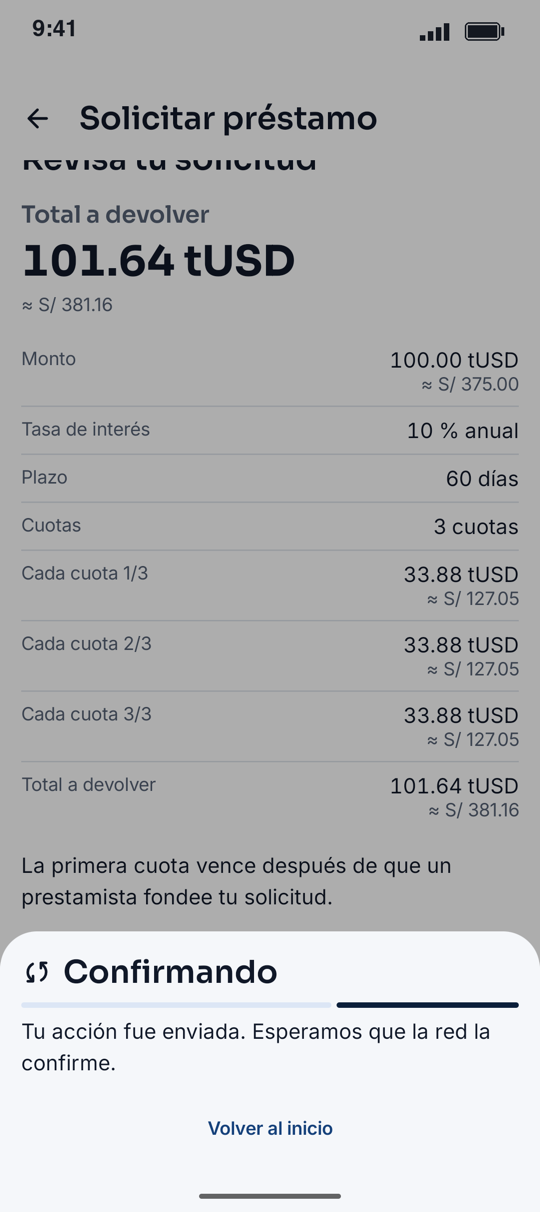 9:41
Solicitar préstamo
Revisa tu solicitud
Total a devolver
101.64 tUSD
≈ S/ 381.16
Monto
100.00 tUSD
≈ S/ 375.00
Tasa de interés
10 % anual
Plazo
60 días
Cuotas
3 cuotas
Cada cuota 1/3
33.88 tUSD
≈ S/ 127.05
Cada cuota 2/3
33.88 tUSD
≈ S/ 127.05
Cada cuota 3/3
33.88 tUSD
≈ S/ 127.05
Total a devolver
101.64 tUSD
≈ S/ 381.16
La primera cuota vence después de que un
prestamista fondee tu solicitud.
Confirmando
Tu acción fue enviada. Esperamos que la red la
confirme.
Volver al inicio